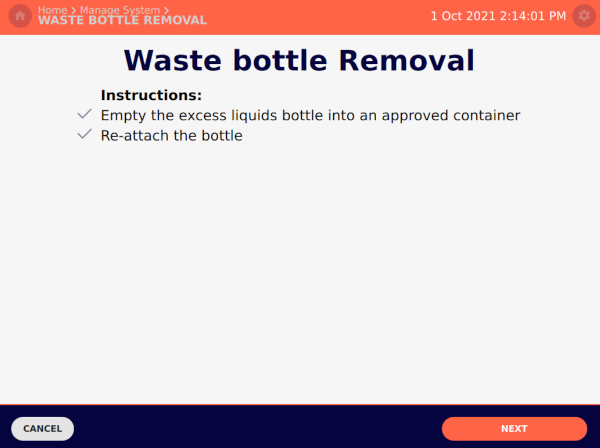 Home > Manage System >
WASTE BOTTLE REMOVAL
1 Oct 2021 2:14:01 PM
Waste bottle Removal
Instructions:
Empty the excess liquids bottle into an approved container
Re-attach the bottle
CANCEL
NEXT